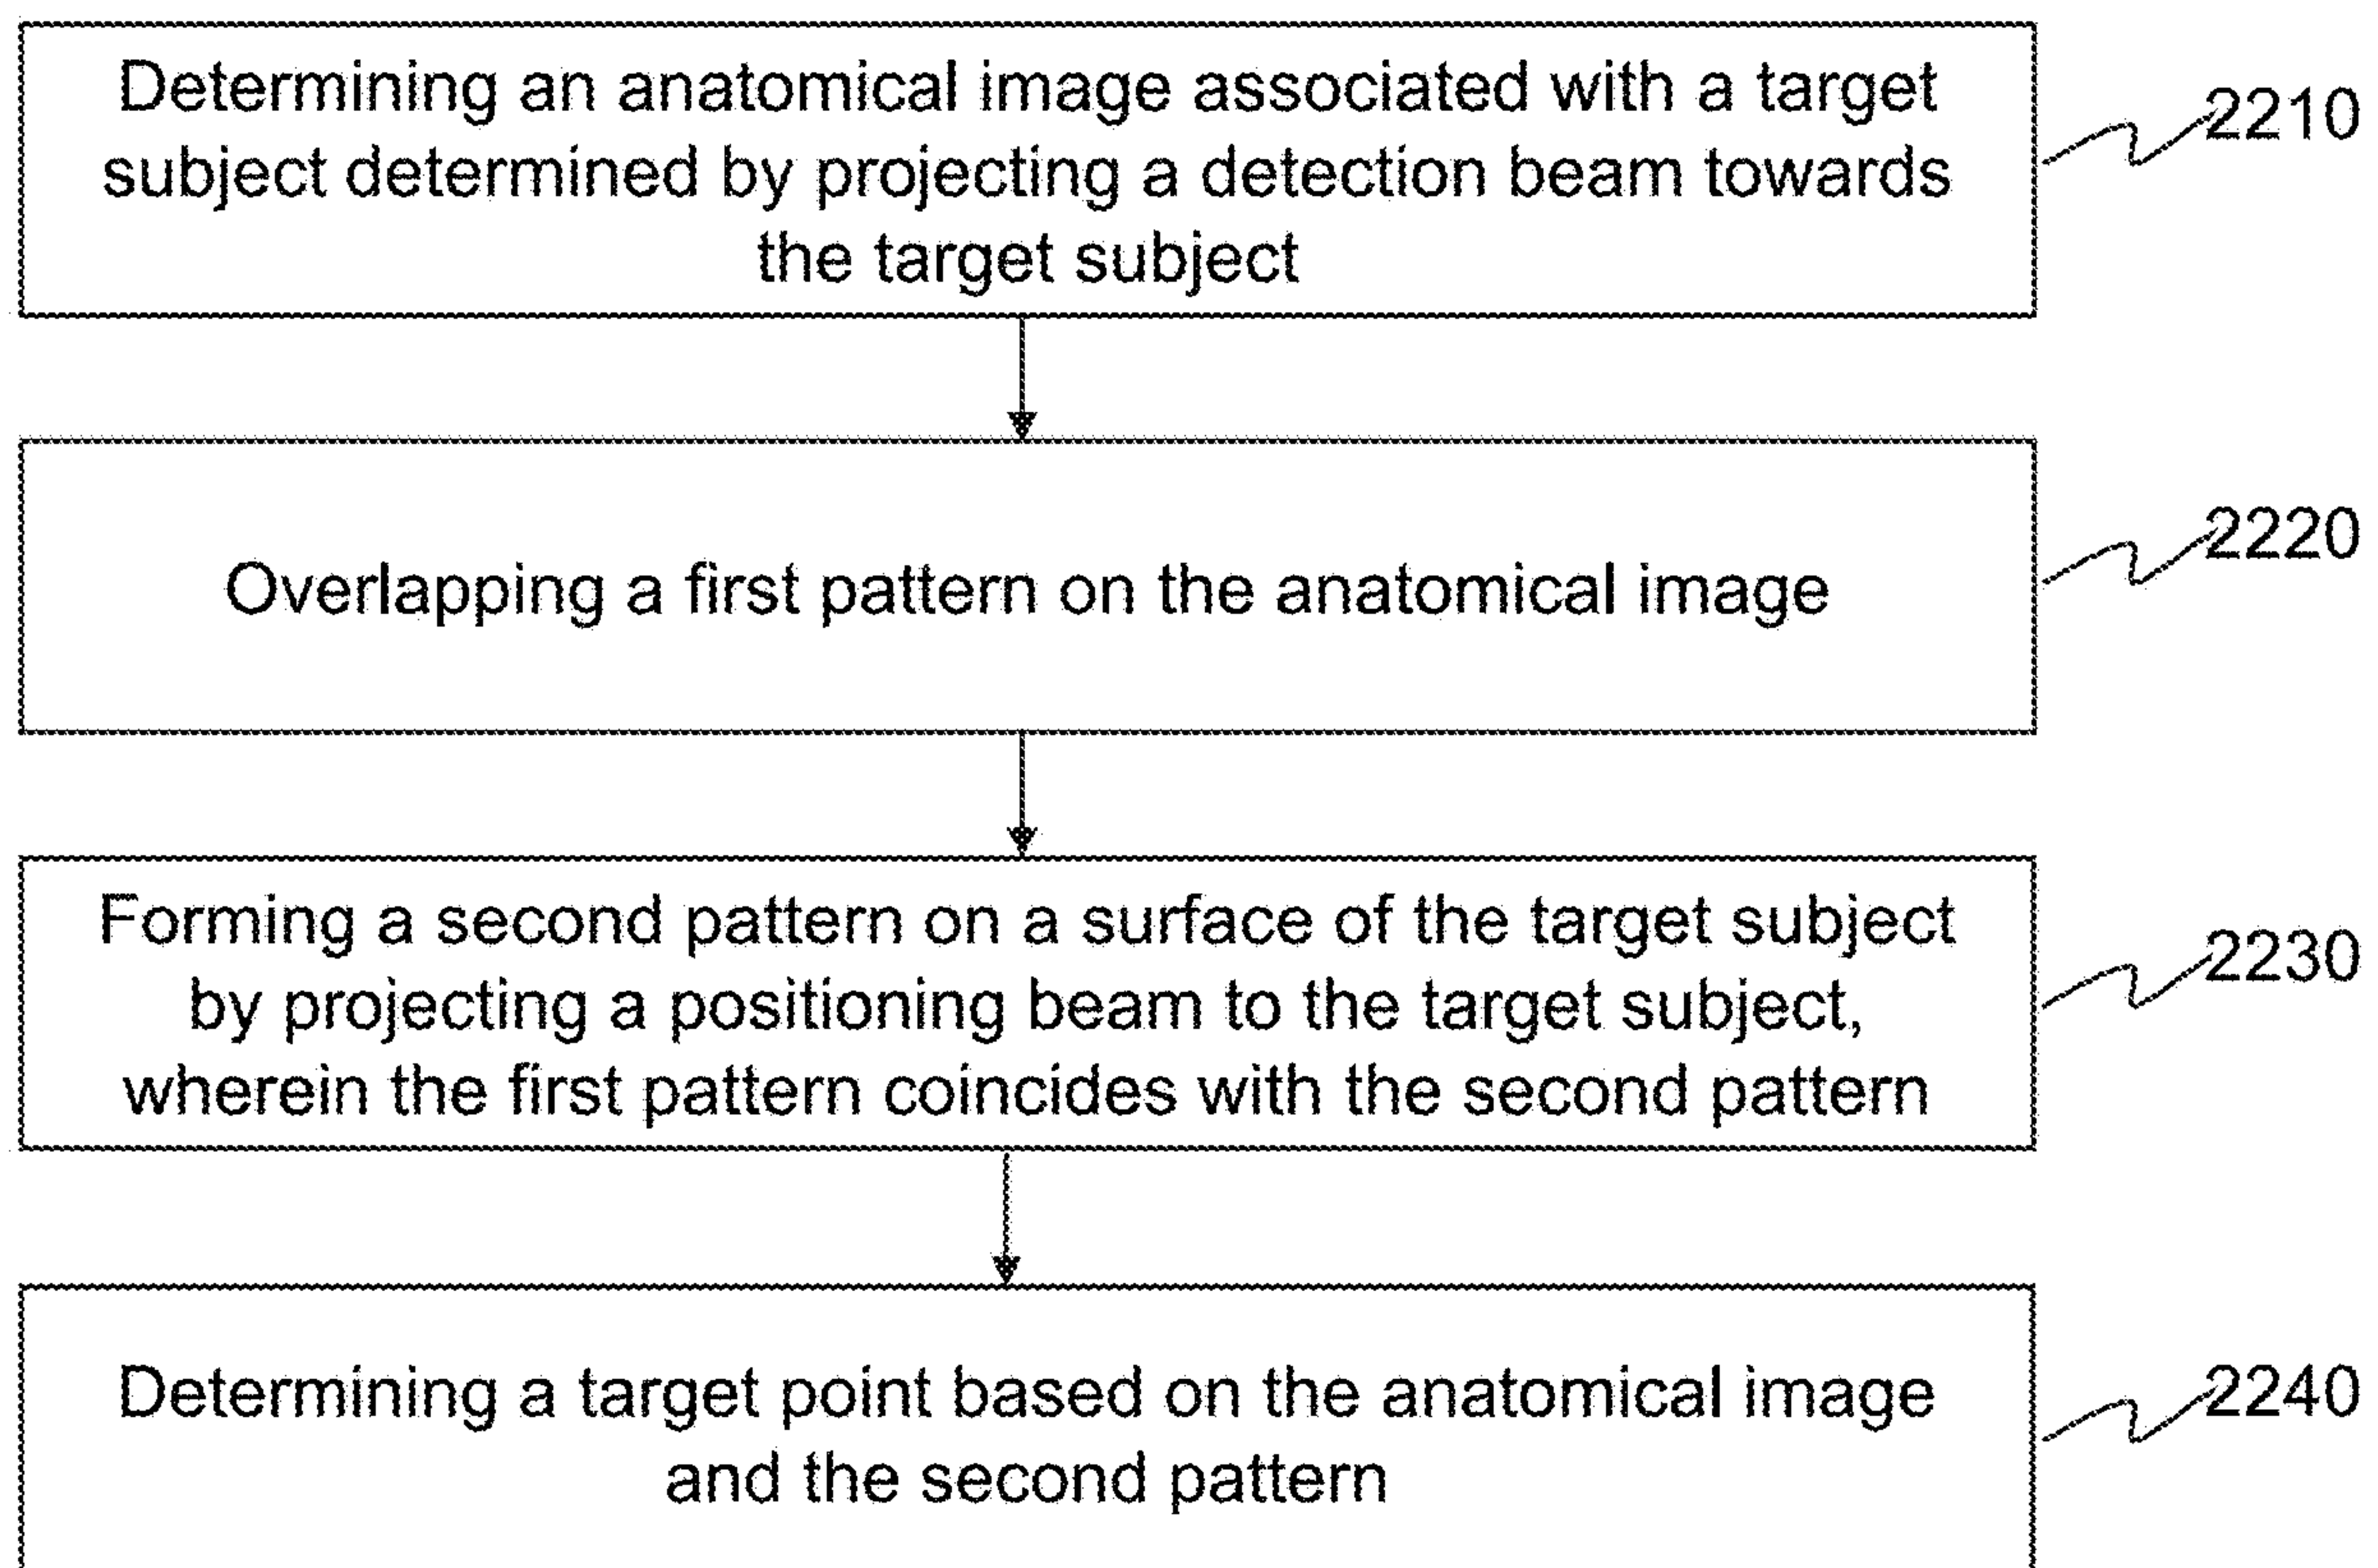 Determining an anatomical image associated with a target
subject determined by projecting a detection beam towards
the target subject
2210
Overlapping a first pattern on the anatomical image
2220
Forming a second pattern on a surface of the target subject
by projecting a positioning beam to the target subject,
wherein the first pattern coincides with the second pattern
2230
Determining a target point based on the anatomical image
and the second pattern
2240